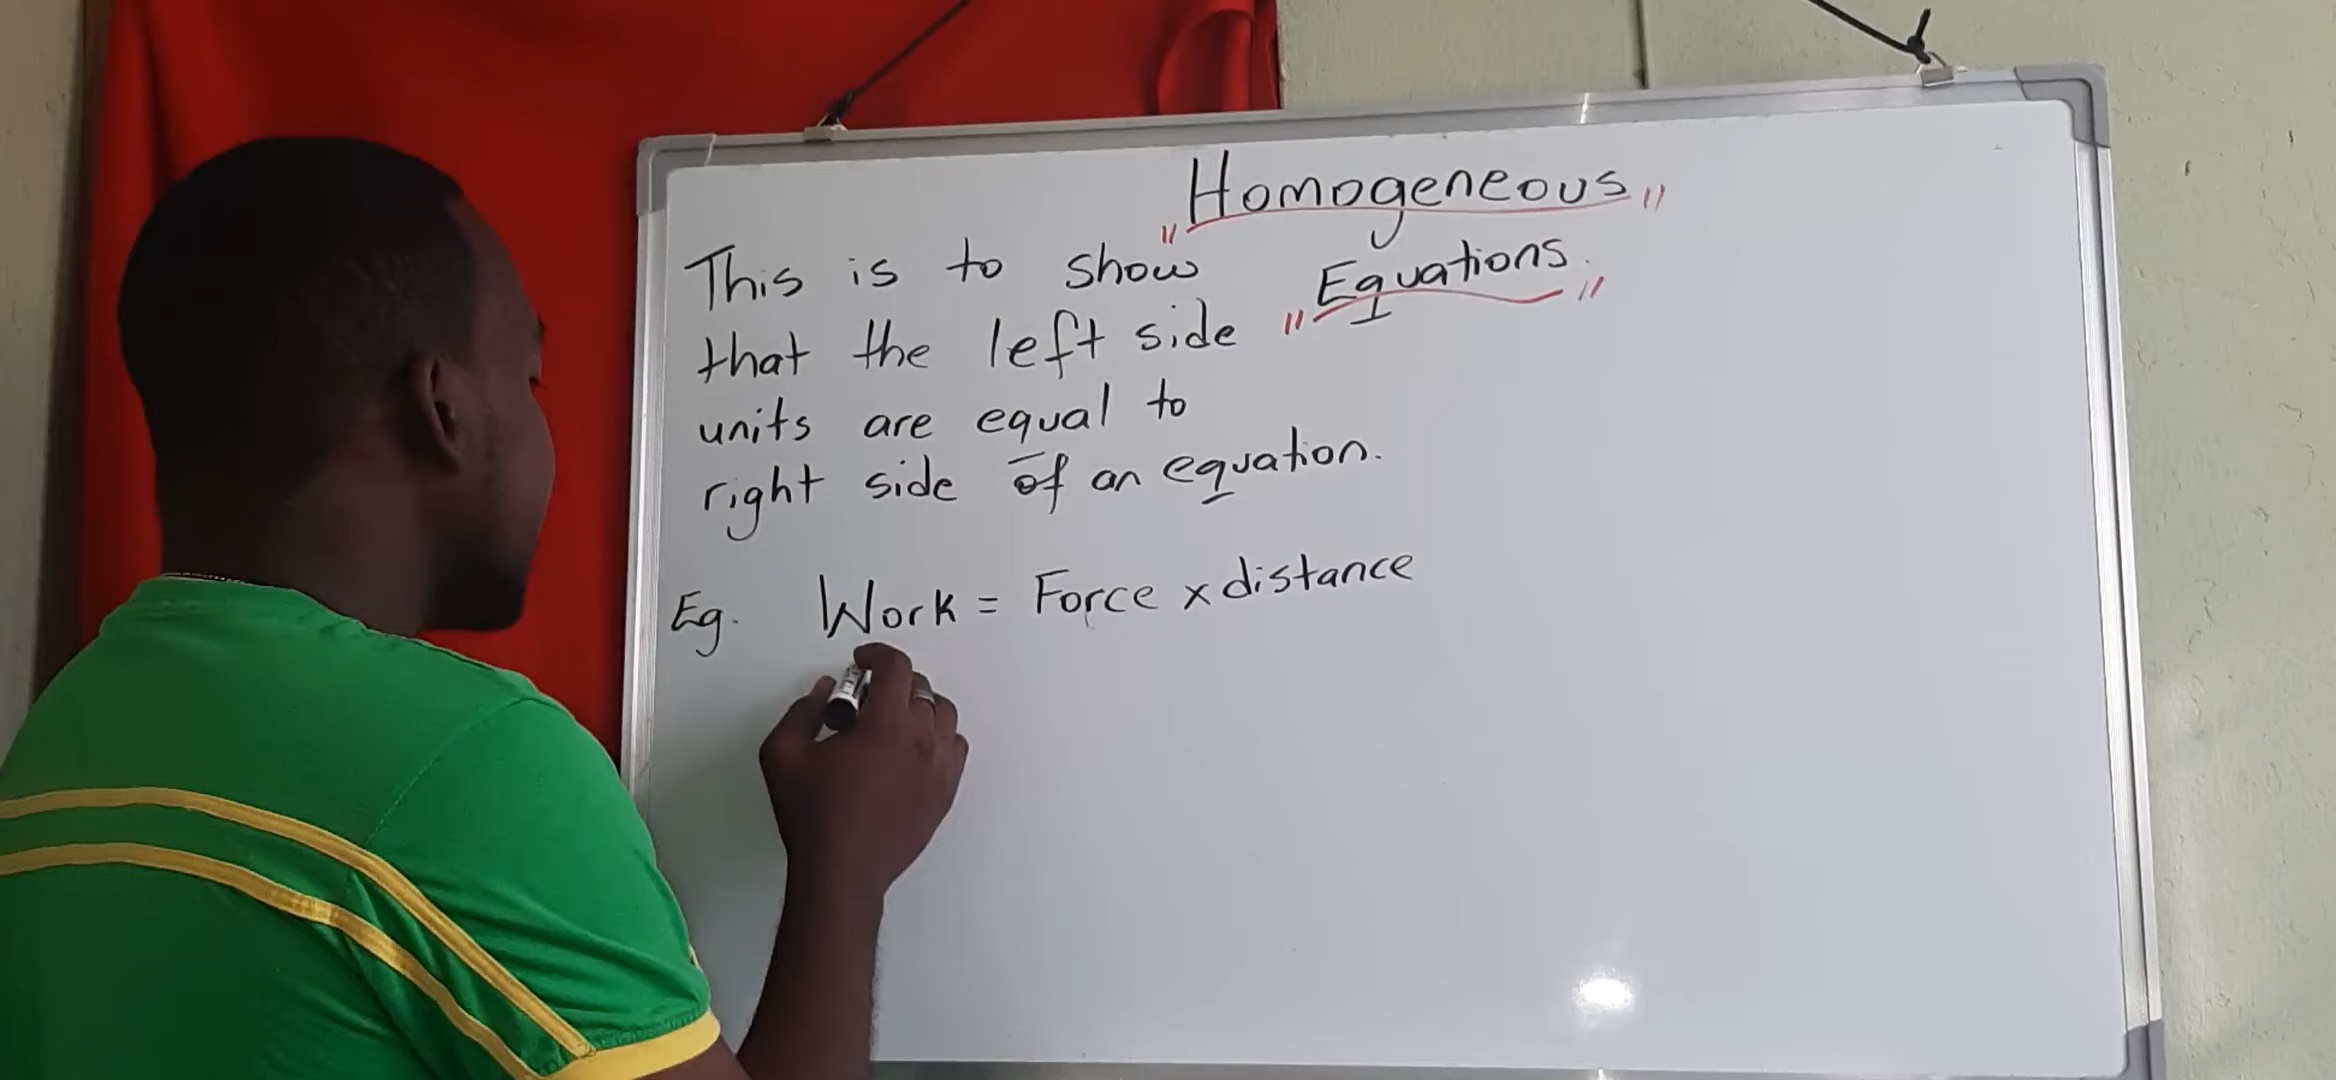 "Homogeneous"
"Equations."
This is to show
that the left side
units are equal to
right side of an equation.
Eg. Work = Force x distance